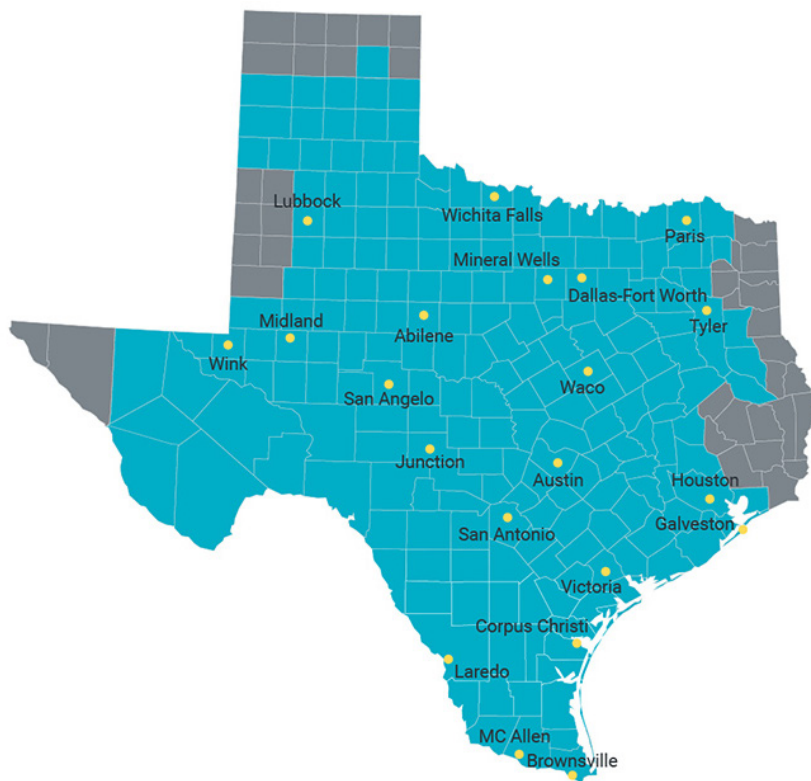 Lubbock
Wichita Falls
Paris
Mineral Wells
Dallas-Fort Worth
Midland
Abilene
Tyler
Wink
Waco
San Angelo
Junction
Austin
Houston
San Antonio
Galveston
Victoria
Corpus Christi
Laredo
MC Allen
Brownsville